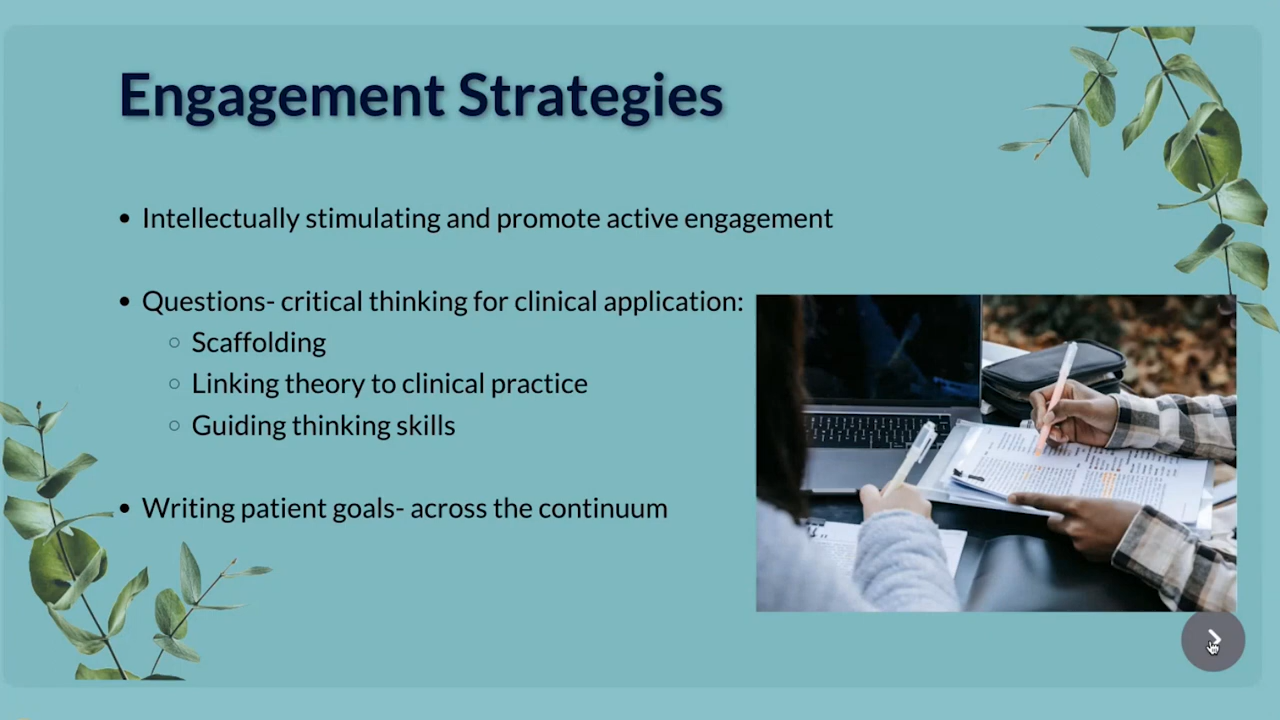 Engagement Strategies
• Intellectually stimulating and promote active engagement
• Questions- critical thinking for clinical application:
○ Scaffolding
○ Linking theory to clinical practice
○ Guiding thinking skills
• Writing patient goals- across the continuum